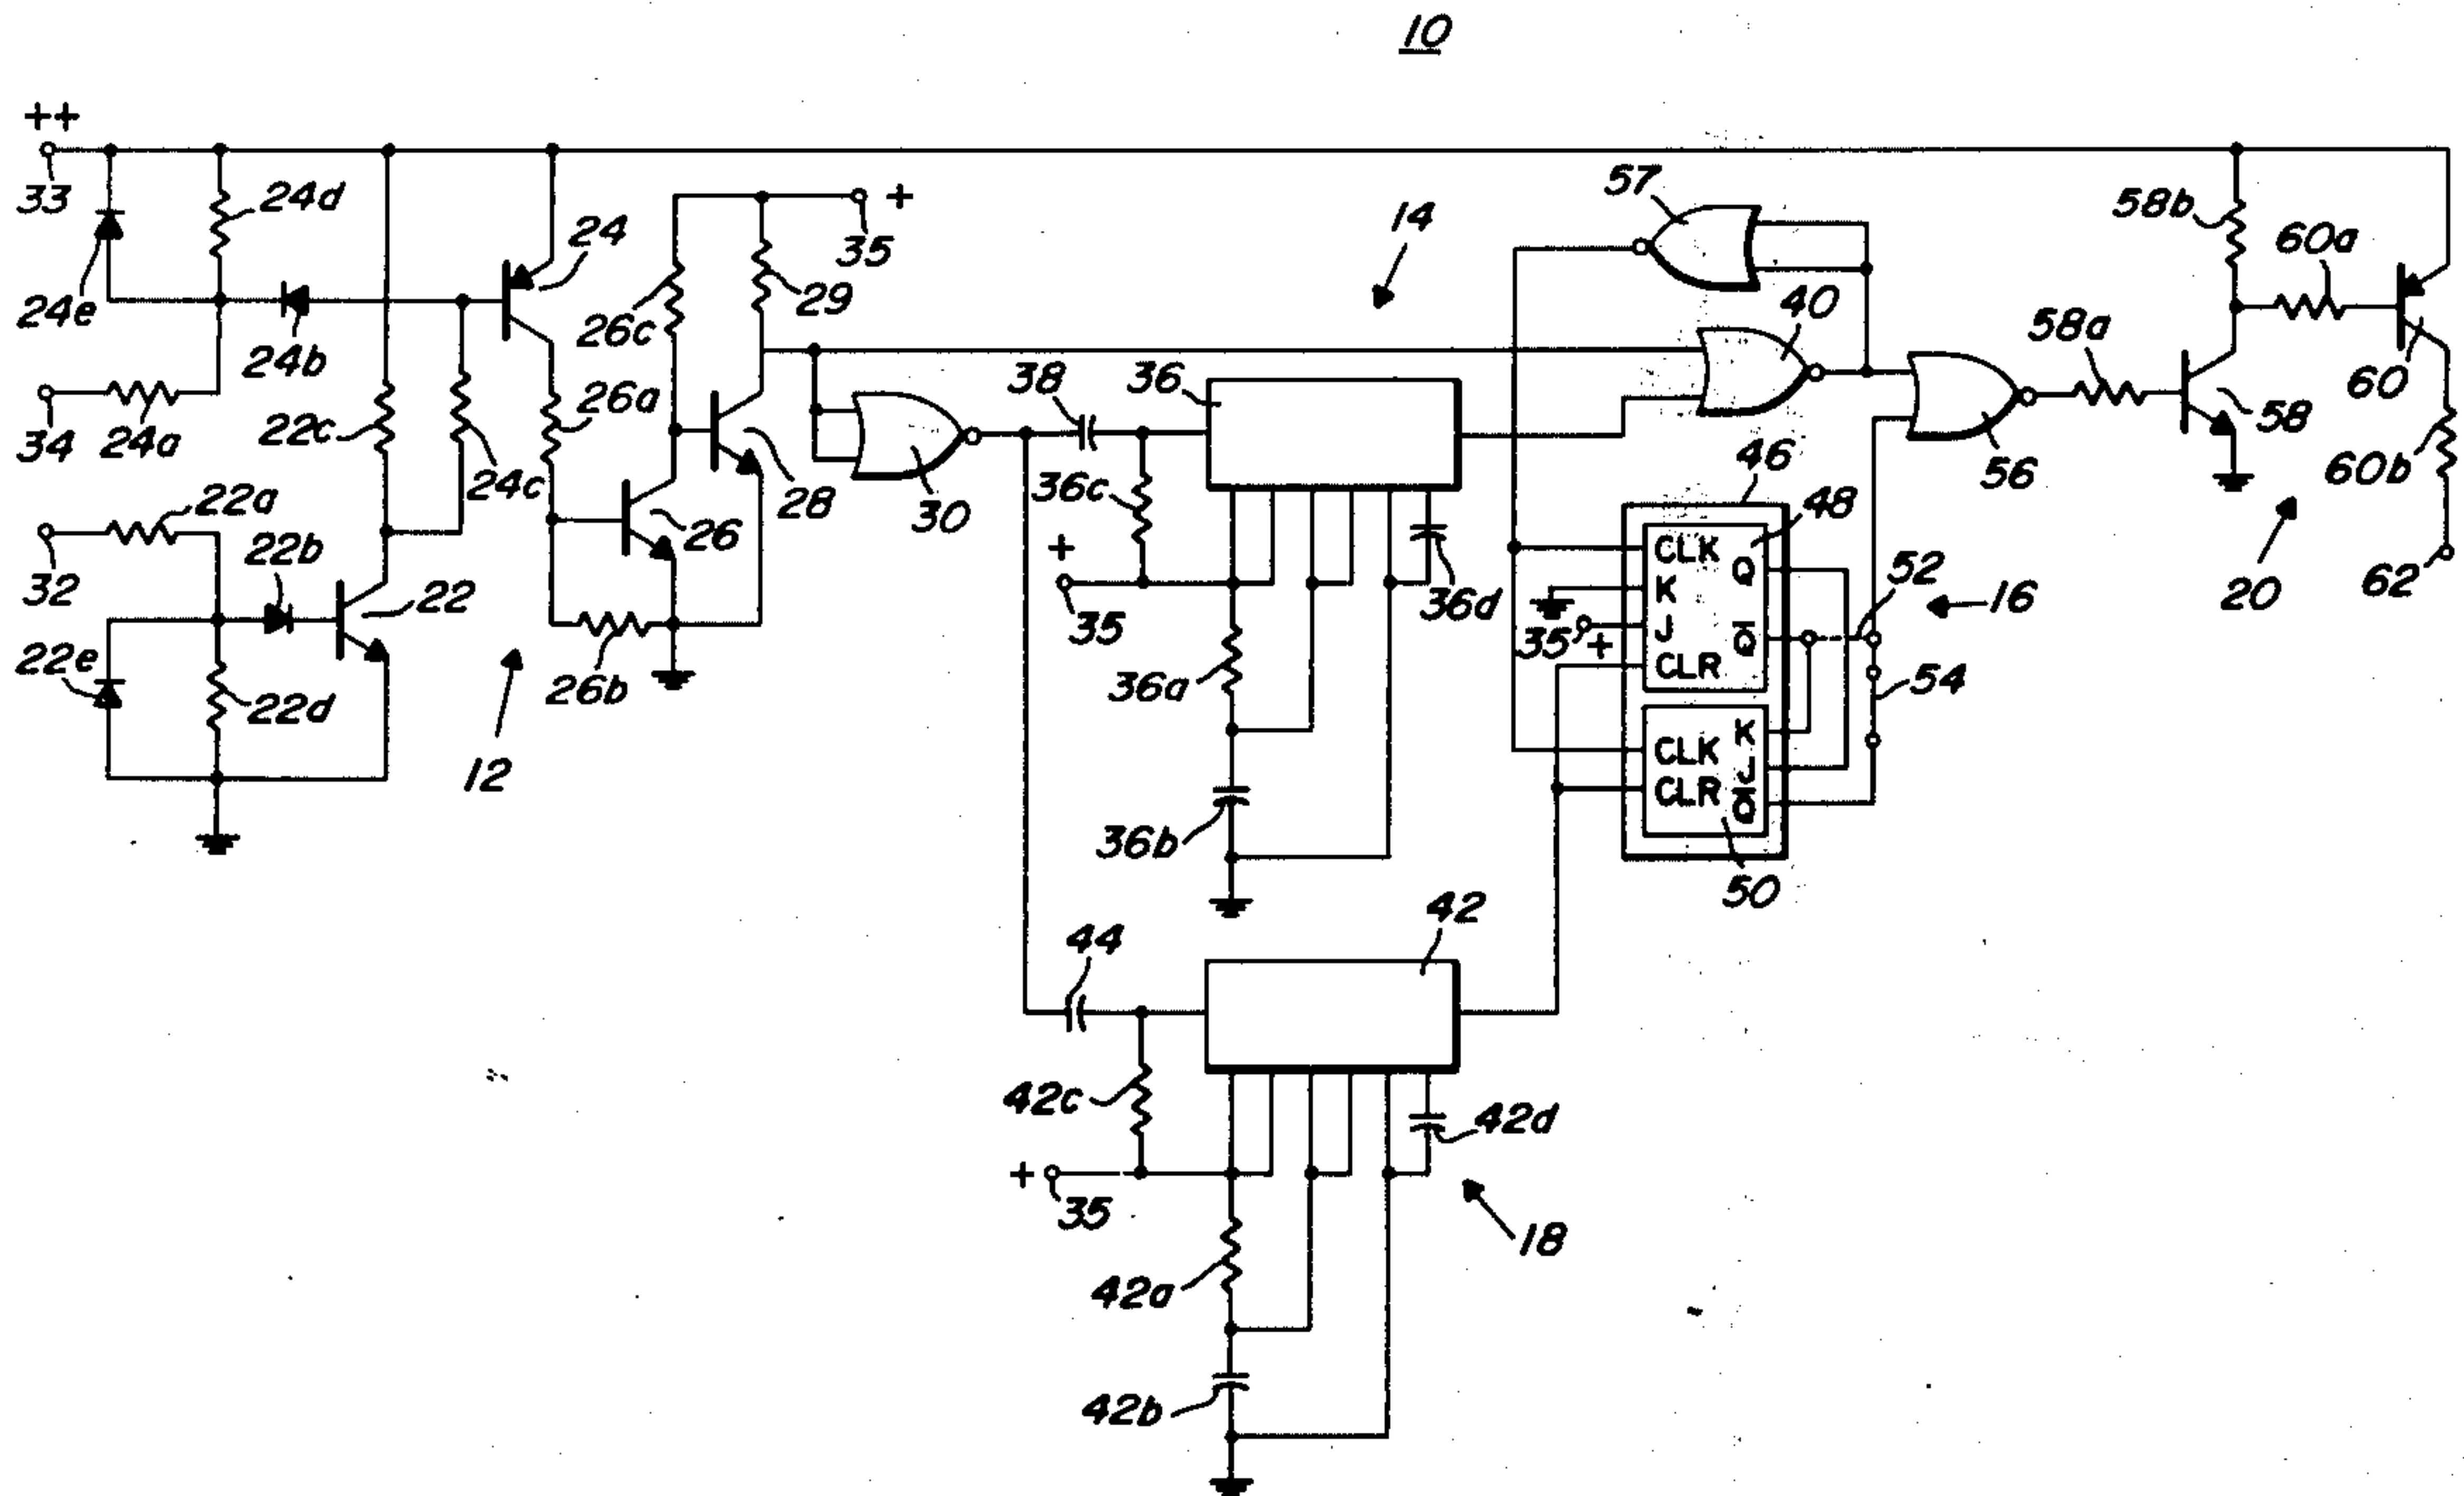 10
++
33
24d
24
24e
24b
34
24a
22c
24c
26a
26c
29
35
+
28
26
30
22a
22b
32
22
22e
22d
26b
12
14
38
36
36c
+
35
36d
36a
36b
57
40
46
48
CLK
Q
K
35
+
J
Q̅
CLR
CLK
K
J
CLR
Q̅
50
52
16
54
56
58a
58b
60a
58
60
60b
20
62
44
42
42c
42d
+
35
18
42a
42b